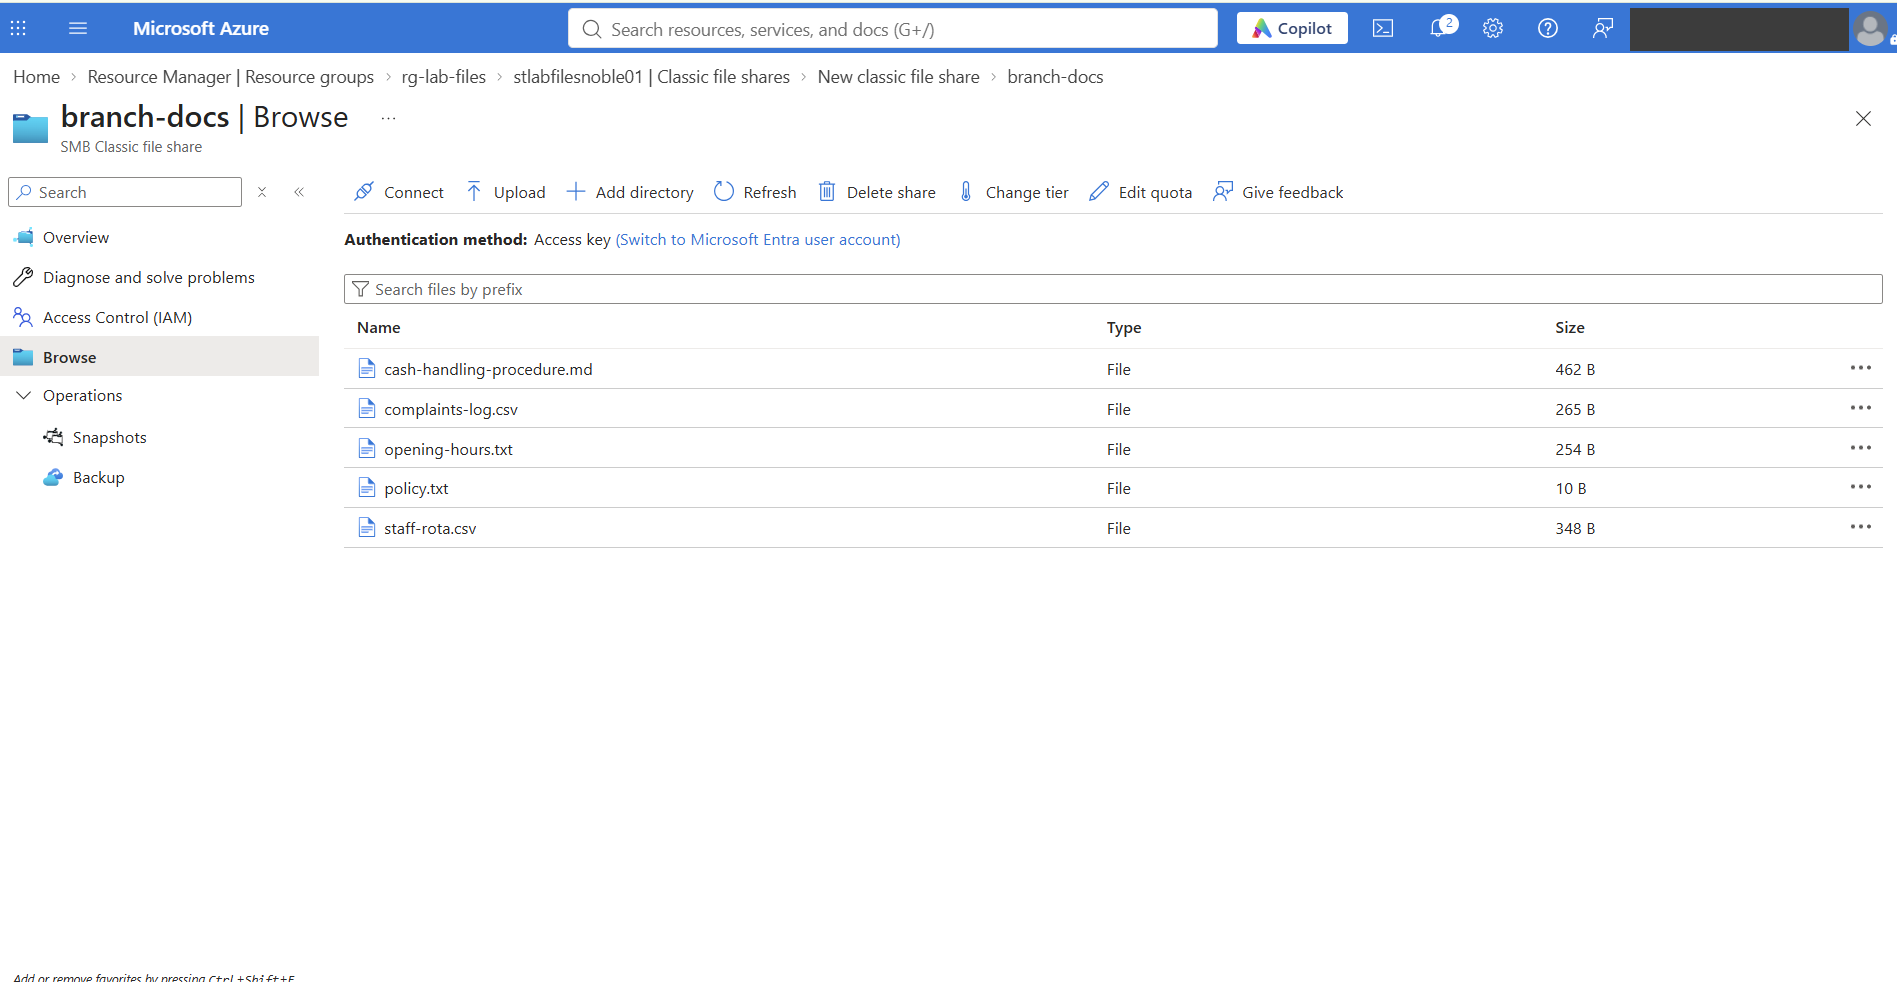 Microsoft Azure
Search resources, services, and docs (G+/)
Copilot
2
Home > Resource Manager | Resource groups > rg-lab-files > stlabfilesnoble01 | Classic file shares > New classic file share > branch-docs
branch-docs | Browse ...
SMB Classic file share
Search
Connect Upload Add directory Refresh Delete share Change tier Edit quota Give feedback
Overview
Diagnose and solve problems
Access Control (IAM)
Browse
Operations
Snapshots
Backup
Authentication method: Access key (Switch to Microsoft Entra user account)
Search files by prefix
Name Type Size
cash-handling-procedure.md File 462 B
complaints-log.csv File 265 B
opening-hours.txt File 254 B
policy.txt File 10 B
staff-rota.csv File 348 B
Add or remove favorites by pressing Ctrl+Shift+F